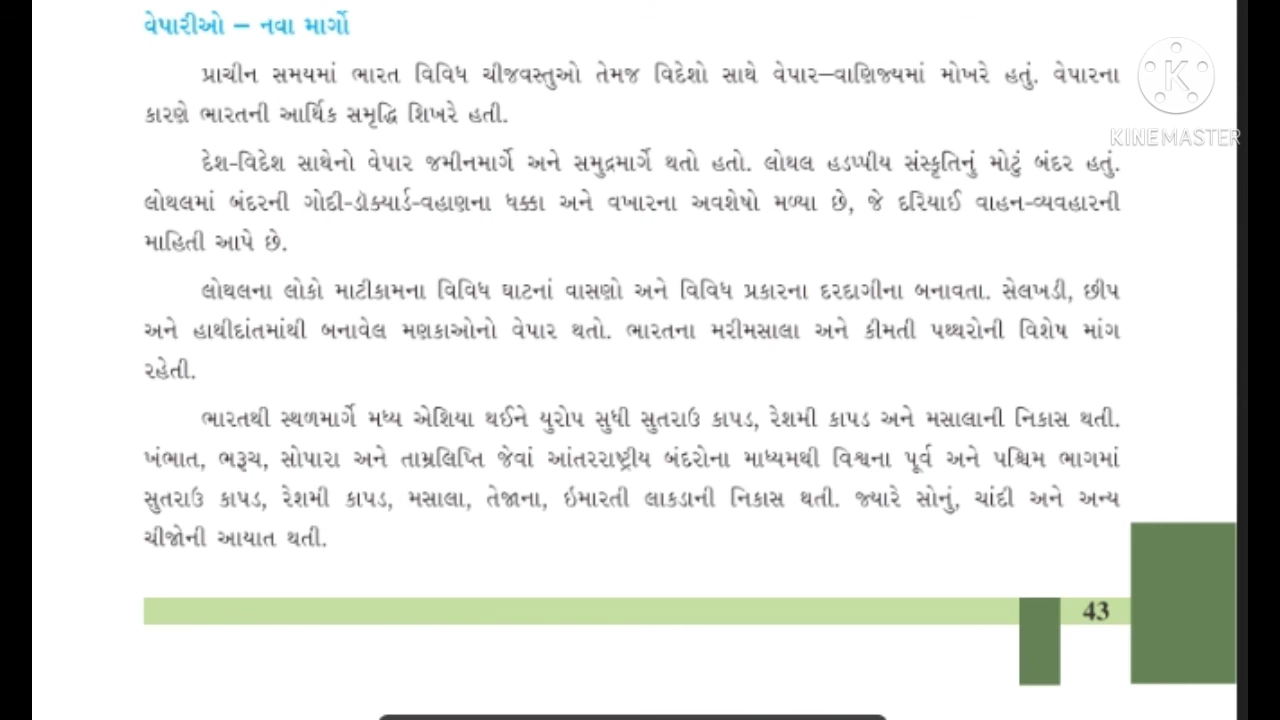 વેપારીઓ – નવા માર્ગો
પ્રાચીન સમયમાં ભારત વિવિધ ચીજવસ્તુઓ તેમજ વિદેશો સાથે વેપાર–વાણિજ્યમાં મોખરે હતું. વેપારના
કારણે ભારતની આર્થિક સમૃદ્ધિ શિખરે હતી.
દેશ-વિદેશ સાથેનો વેપાર જમીનમાર્ગે અને સમુદ્રમાર્ગે થતો હતો. લોથલ હડપ્પીય સંસ્કૃતિનું મોટું બંદર હતું.
લોથલમાં બંદરની ગોદી-ડૉક્યાર્ડ-વહાણના ધક્કા અને વખારના અવશેષો મળ્યા છે, જે દરિયાઈ વાહન-વ્યવહારની
માહિતી આપે છે.
લોથલના લોકો માટીકામના વિવિધ ઘાટનાં વાસણો અને વિવિધ પ્રકારના દરદાગીના બનાવતા. સેલખડી, છીપ
અને હાથીદાંતમાંથી બનાવેલ મણકાઓનો વેપાર થતો. ભારતના મરીમસાલા અને કીમતી પથ્થરોની વિશેષ માંગ
રહેતી.
ભારતથી સ્થળમાર્ગે મધ્ય એશિયા થઈને યુરોપ સુધી સુતરાઉ કાપડ, રેશમી કાપડ અને મસાલાની નિકાસ થતી.
ખંભાત, ભરૂચ, સોપારા અને તામ્રલિપ્તિ જેવાં આંતરરાષ્ટ્રીય બંદરોના માધ્યમથી વિશ્વના પૂર્વ અને પશ્ચિમ ભાગમાં
સુતરાઉ કાપડ, રેશમી કાપડ, મસાલા, તેજાના, ઇમારતી લાકડાની નિકાસ થતી. જ્યારે સોનું, ચાંદી અને અન્ય
ચીજોની આયાત થતી.
43
K
KINEMASTER